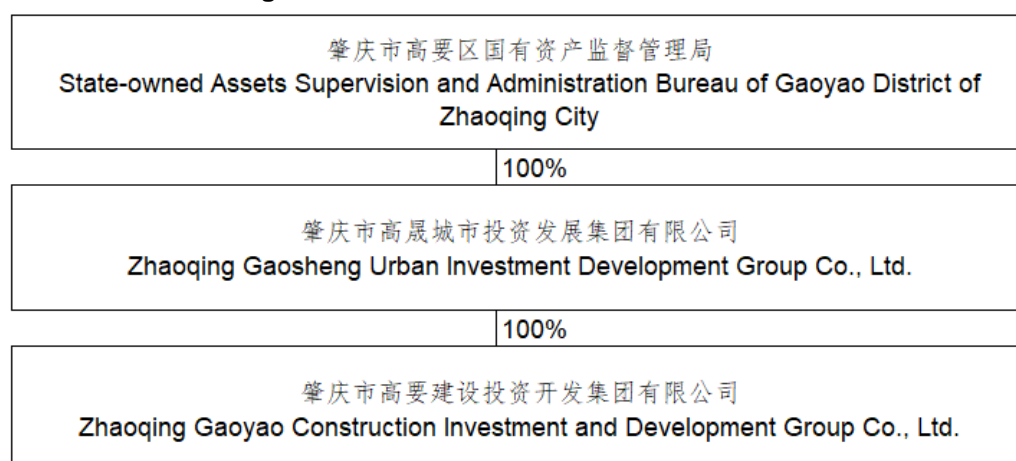 肇庆市高要区国有资产监督管理局
State-owned Assets Supervision and Administration Bureau of Gaoyao District of
Zhaoqing City
100%
肇庆市高晟城市投资发展集团有限公司
Zhaoqing Gaosheng Urban Investment Development Group Co., Ltd.
100%
肇庆市高要建设投资开发集团有限公司
Zhaoqing Gaoyao Construction Investment and Development Group Co., Ltd.